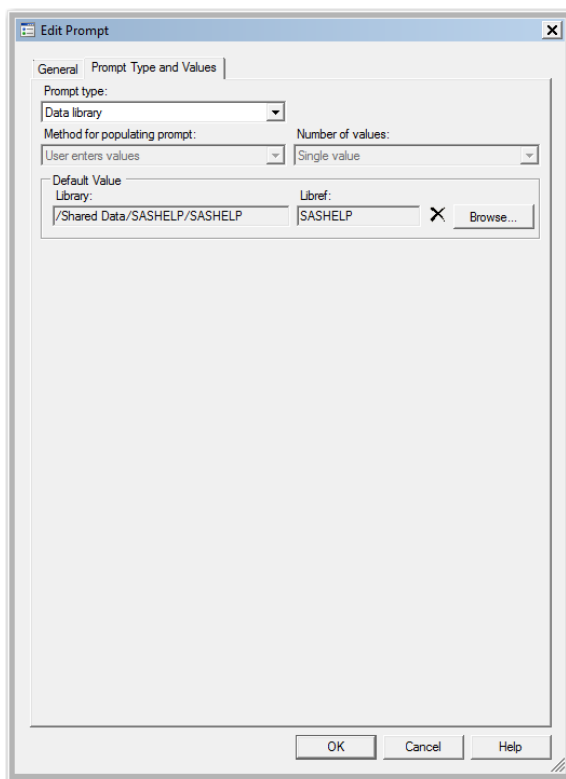 Edit Prompt
General Prompt Type and Values
Prompt type:
Data library
Method for populating prompt: Number of values:
User enters values Single value
Default Value
Library: Libref:
/Shared Data/SASHELP/SASHELP SASHELP Browse...
OK Cancel Help